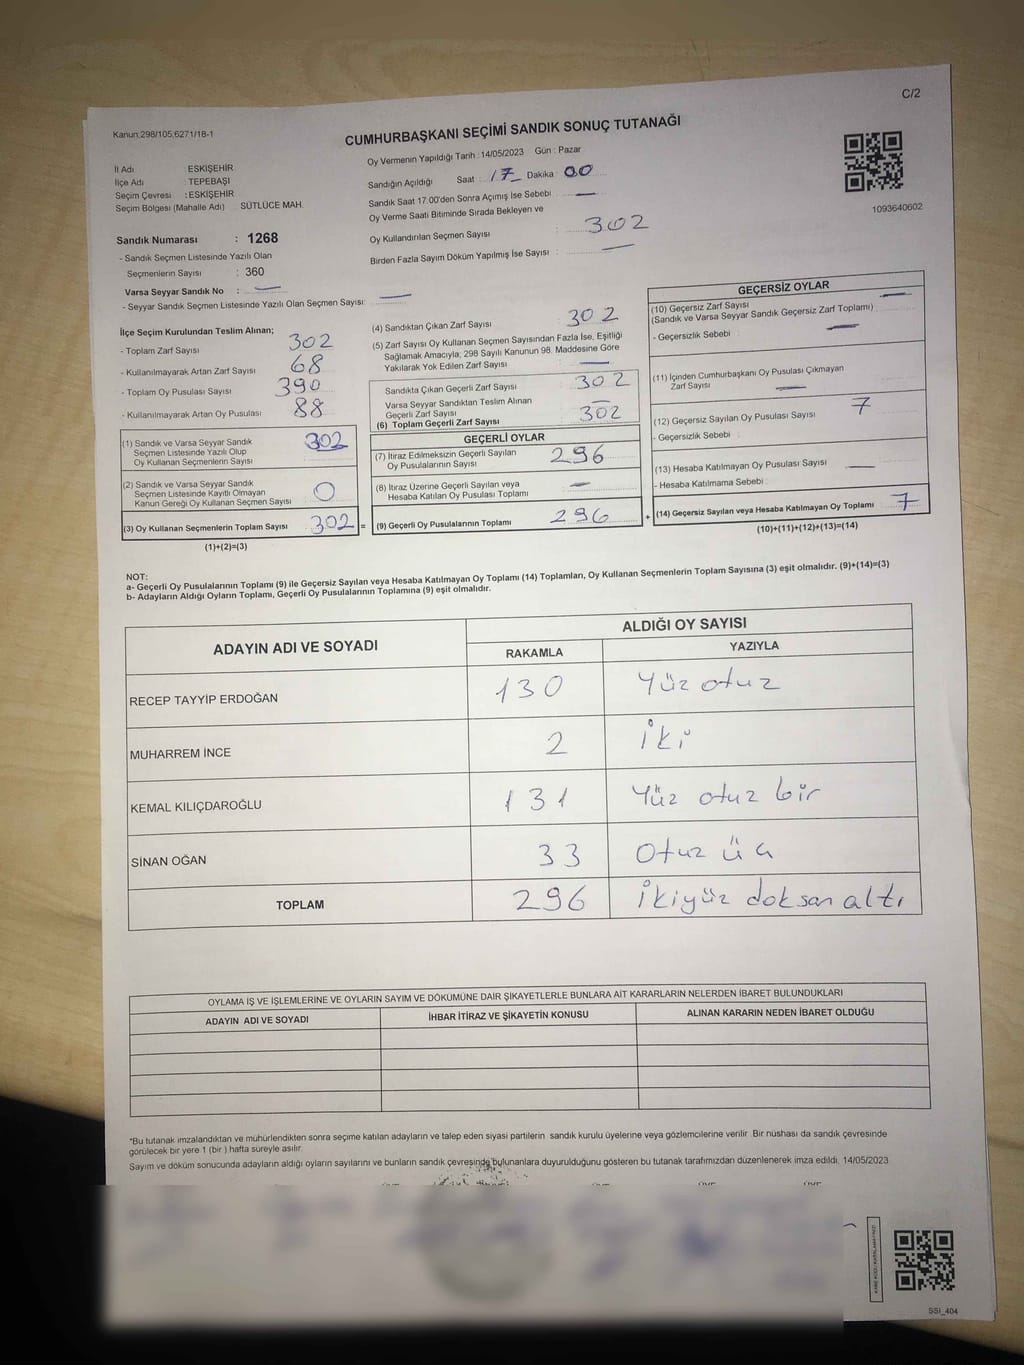 C/2
Kanun;298/105;6271/18-1
CUMHURBAŞKANI SEÇİMİ SANDIK SONUÇ TUTANAĞI
Oy Vermenin Yapıldığı Tarih : 14/05/2023 Gün : Pazar
İl Adı ESKİŞEHİR
İlçe Adı : TEPEBAŞI
Seçim Çevresi : ESKİŞEHİR
Seçim Bölgesi (Mahalle Adı) SÜTLÜCE MAH.
Sandığın Açıldığı Saat : 17 Dakika : 00
Sandık Saat 17:00'den Sonra Açımış Ise Sebebi : —
Oy Verme Saati Bitiminde Sırada Bekleyen ve
Oy Kullandırılan Seçmen Sayısı : 302
Birden Fazla Sayım Döküm Yapılmış İse Sayısı : —
1093640602
Sandık Numarası : 1268
- Sandık Seçmen Listesinde Yazılı Olan
Seçmenlerin Sayısı : 360
Varsa Seyyar Sandık No : —
- Seyyar Sandık Seçmen Listesinde Yazılı Olan Seçmen Sayısı: —
İlçe Seçim Kurulundan Teslim Alınan;
- Toplam Zarf Sayısı 302
- Kullanılmayarak Artan Zarf Sayısı 68
- Toplam Oy Pusulası Sayısı 390
- Kullanılmayarak Artan Oy Pusulası 88
(1) Sandık ve Varsa Seyyar Sandık
Seçmen Listesinde Yazılı Olup
Oy Kullanan Seçmenlerin Sayısı 302
(2) Sandık ve Varsa Seyyar Sandık
Seçmen Listesinde Kayıtlı Olmayan
Kanun Gereği Oy Kullanan Seçmen Sayısı 0
(3) Oy Kullanan Seçmenlerin Toplam Sayısı 302 =
(1)+(2)=(3)
(4) Sandıktan Çıkan Zarf Sayısı 302
(5) Zarf Sayısı Oy Kullanan Seçmen Sayısından Fazla İse, Eşitliği
Sağlamak Amacıyla; 298 Sayılı Kanunun 98. Maddesine Göre
Yakılarak Yok Edilen Zarf Sayısı —
Sandıkta Çıkan Geçerli Zarf Sayısı 302
Varsa Seyyar Sandıktan Teslim Alınan
Geçerli Zarf Sayısı —
(6) Toplam Geçerli Zarf Sayısı 302
GEÇERLİ OYLAR
(7) İtiraz Edilmeksizin Geçerli Sayılan
Oy Pusulalarının Sayısı 296
(8) İtiraz Üzerine Geçerli Sayılan veya
Hesaba Katılan Oy Pusulası Toplamı —
(9) Geçerli Oy Pusulalarının Toplamı 296 +
GEÇERSİZ OYLAR
(10) Geçersiz Zarf Sayısı —
(Sandık ve Varsa Seyyar Sandık Geçersiz Zarf Toplamı)
- Geçersizlik Sebebi : —
(11) İçinden Cumhurbaşkanı Oy Pusulası Çıkmayan
Zarf Sayısı —
(12) Geçersiz Sayılan Oy Pusulası Sayısı 7
- Geçersizlik Sebebi :
(13) Hesaba Katılmayan Oy Pusulası Sayısı —
- Hesaba Katılmama Sebebi :
(14) Geçersiz Sayılan veya Hesaba Katılmayan Oy Toplamı 7
(10)+(11)+(12)+(13)=(14)
NOT:
a- Geçerli Oy Pusulalarının Toplamı (9) ile Geçersiz Sayılan veya Hesaba Katılmayan Oy Toplamı (14) Toplamları, Oy Kullanan Seçmenlerin Toplam Sayısına (3) eşit olmalıdır. (9)+(14)=(3)
b- Adayların Aldığı Oyların Toplamı, Geçerli Oy Pusulalarının Toplamına (9) eşit olmalıdır.
ADAYIN ADI VE SOYADI ALDIĞI OY SAYISI
RAKAMLA YAZIYLA
RECEP TAYYİP ERDOĞAN 130 Yüz otuz
MUHARREM İNCE 2 İki
KEMAL KILIÇDAROĞLU 131 Yüz otuz bir
SİNAN OĞAN 33 Otuz üç
TOPLAM 296 İkiyüz doksan altı
OYLAMA İŞ VE İŞLEMLERİNE VE OYLARIN SAYIM VE DÖKÜMÜNE DAİR ŞİKAYETLERLE BUNLARA AİT KARARLARIN NELERDEN İBARET BULUNDUKLARI
ADAYIN ADI VE SOYADI İHBAR İTİRAZ VE ŞİKAYETİN KONUSU ALINAN KARARIN NEDEN İBARET OLDUĞU
*Bu tutanak imzalandıktan ve mühürlendikten sonra seçime katılan adayların ve talep eden siyasi partilerin sandık kurulu üyelerine veya gözlemcilerine verilir. Bir nüshası da sandık çevresinde
görülecek bir yere 1 (bir ) hafta süreyle asılır.
Sayım ve döküm sonucunda adayların aldığı oyların sayılarını ve bunların sandık çevresinde bulunanlara duyurulduğunu gösteren bu tutanak tarafımızdan düzenlenerek imza edildi. 14/05/2023
SSİ_404